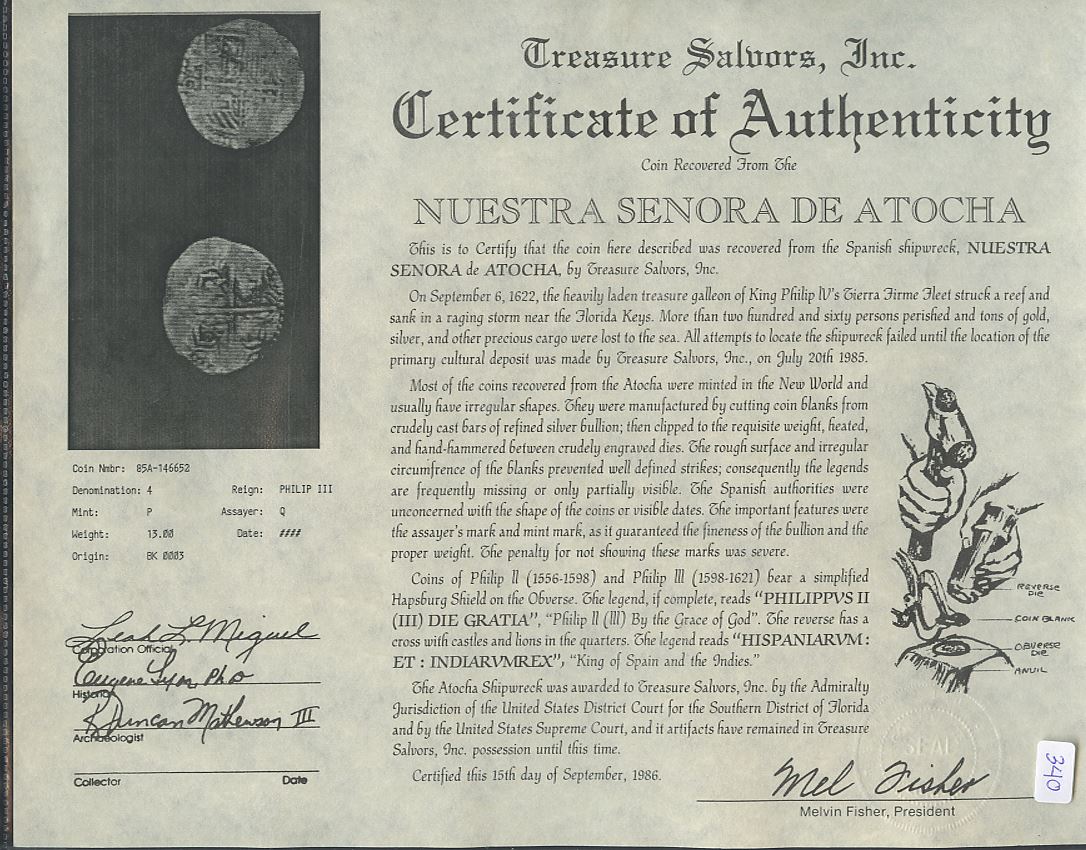 Treasure Salvors, Inc.
Certificate of Authenticity
Coin Recovered From The
NUESTRA SENORA DE ATOCHA
This is to Certify that the coin here described was recovered from the Spanish shipwreck, NUESTRA
SENORA de ATOCHA, by Treasure Salvors, Inc.
On September 6, 1622, the heavily laden treasure galleon of King Philip IV's Tierra Firme Fleet struck a reef and
sank in a raging storm near the Florida Keys. More than two hundred and sixty persons perished and tons of gold,
silver, and other precious cargo were lost to the sea. All attempts to locate the shipwreck failed until the location of the
primary cultural deposit was made by Treasure Salvors, Inc., on July 20th 1985.
Most of the coins recovered from the Atocha were minted in the New World and
usually have irregular shapes. They were manufactured by cutting coin blanks from
crudely cast bars of refined silver bullion; then clipped to the requisite weight, heated,
and hand-hammered between crudely engraved dies. The rough surface and irregular
circumfrence of the blanks prevented well defined strikes; consequently the legends
are frequently missing or only partially visible. The Spanish authorities were
unconcerned with the shape of the coins or visible dates. The important features were
the assayer's mark and mint mark, as it guaranteed the fineness of the bullion and the
proper weight. The penalty for not showing these marks was severe.
Coins of Philip II (1556-1598) and Philip III (1598-1621) bear a simplified
Hapsburg Shield on the Obverse. The legend, if complete, reads "PHILIPPVS II
(III) DIE GRATIA", "Philip II (III) By the Grace of God". The reverse has a
cross with castles and lions in the quarters. The legend reads "HISPANIARVM :
ET : INDIARVMREX", "King of Spain and the Indies."
The Atocha Shipwreck was awarded to Treasure Salvors, Inc. by the Admiralty
Jurisdiction of the United States District Court for the Southern District of Florida
and by the United States Supreme Court, and it artifacts have remained in Treasure
Salvors, Inc. possession until this time.
Certified this 15th day of September, 1986.
REVERSE
DIE
COIN BLANK
OBVERSE
DIE
ANVIL
Coin Nmbr: 85A-146652
Denomination: 4 Reign: PHILIP III
Mint: P Assayer: Q
Weight: 13.00 Date: ####
Origin: BK 0003
Leah L. Miguel
Corporation Official
Eugene Lyon, PhD
Historian
R Duncan Mathewson III
Archaeologist
Collector Date
Mel Fisher
Melvin Fisher, President
SEAL
340